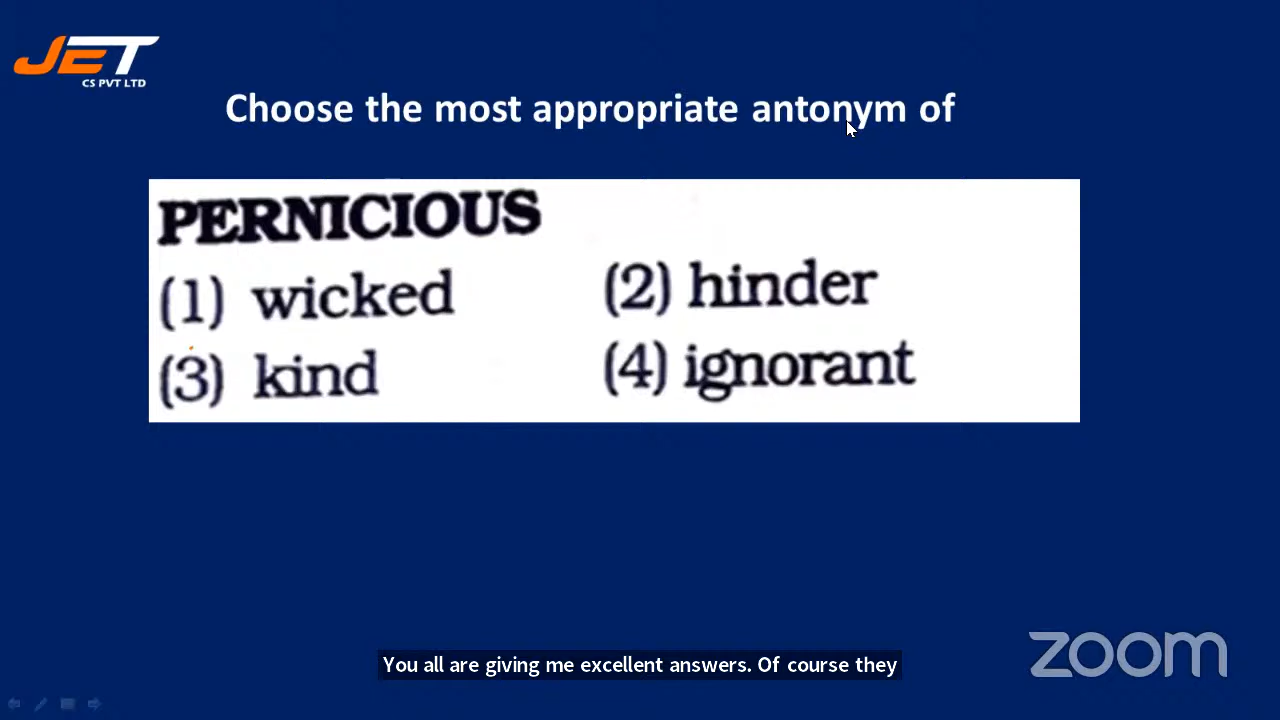 JET
CS PVT LTD
Choose the most appropriate antonym of
PERNICIOUS
(1) wicked (2) hinder
(3) kind (4) ignorant
You all are giving me excellent answers. Of course they
zoom